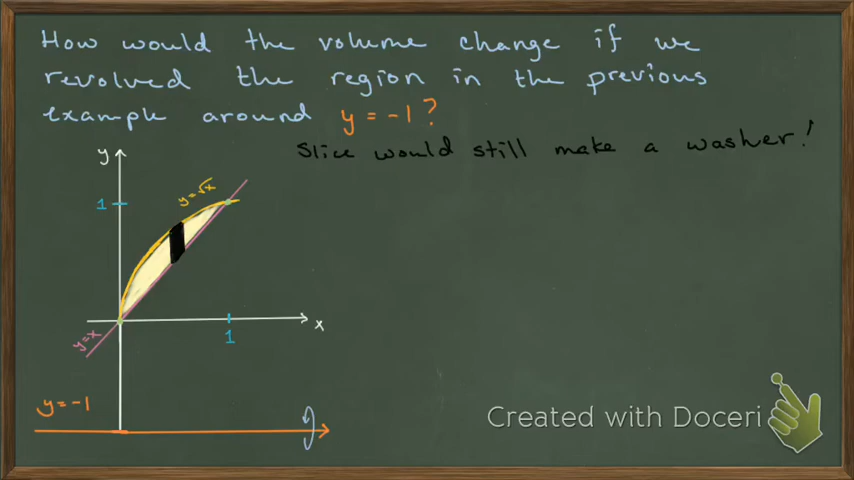 How would the volume change if we
revolved the region in the previous
example around y = -1?
Slice would still make a washer!
y
y=√x
1
x
1
y=x
y=-1
Created with Doceri